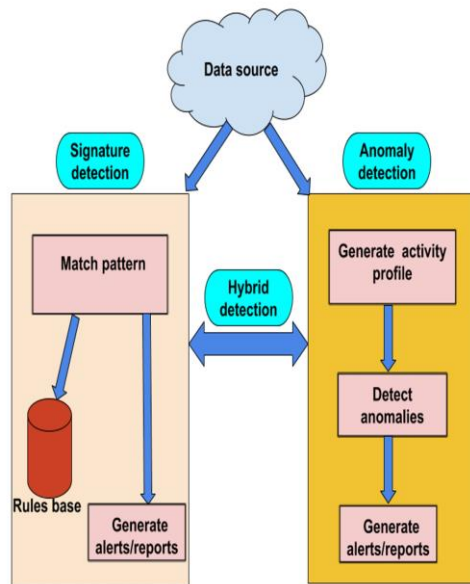 Data source
Signature
detection
Anomaly
detection
Match pattern
Generate activity
profile
Hybrid
detection
Detect
anomalies
Rules base
Generate
alerts/reports
Generate
alerts/reports